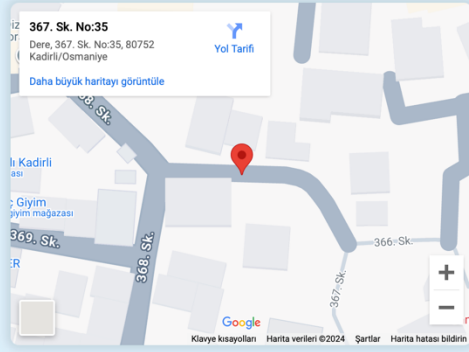 367. Sk. No:35
Dere, 367. Sk. No:35, 80752
Kadirli/Osmaniye
Yol Tarifi
Daha büyük haritayı görüntüle
Kadirli
Giyim
giyim mağazası
369. Sk.
368. Sk.
366. Sk.
367. Sk.
+
−
Google
Klavye kısayolları
Harita verileri ©2024
Şartlar
Harita hatası bildirin